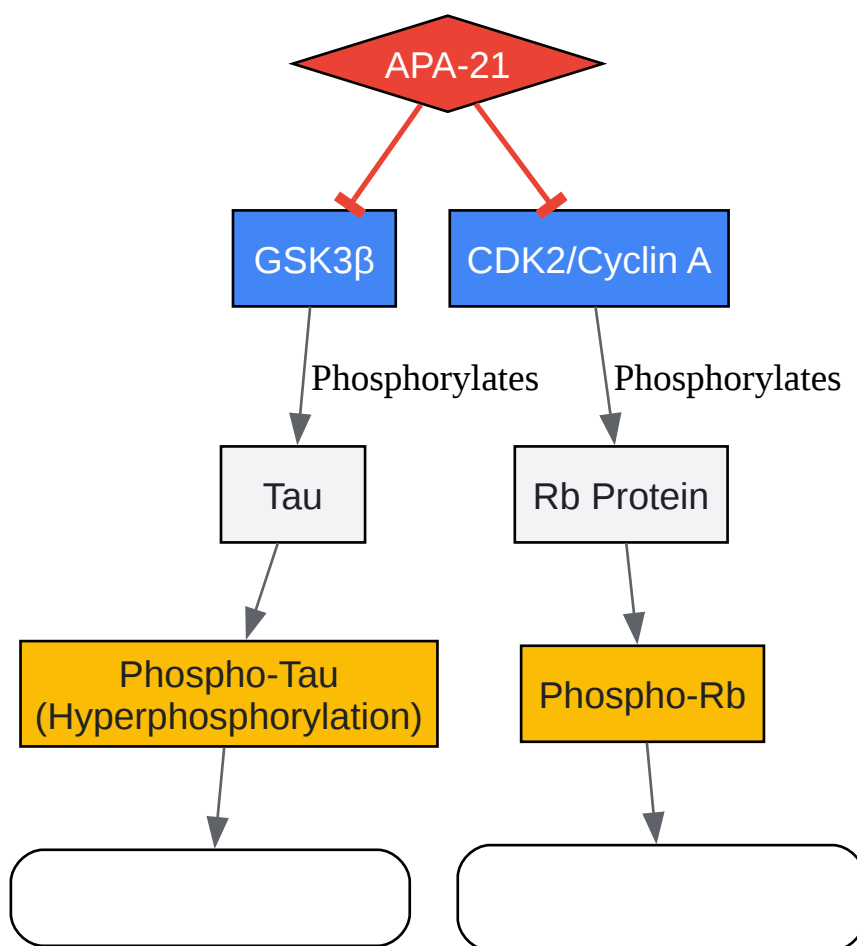 APA-21
GSK3β
CDK2/Cyclin A
Phosphorylates
Phosphorylates
Tau
Rb Protein
Phospho-Tau
(Hyperphosphorylation)
Phospho-Rb